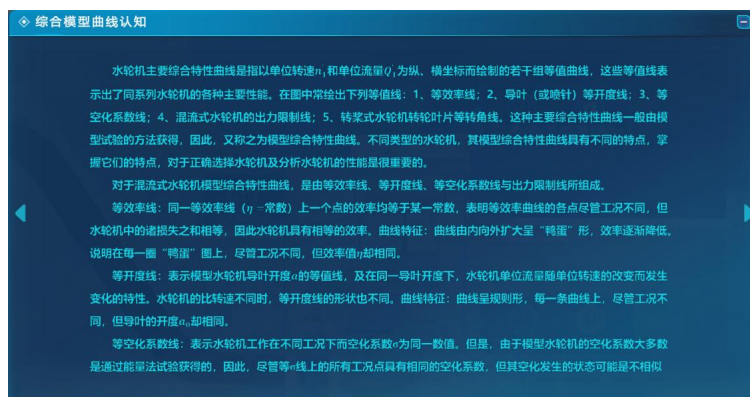 综合模型曲线认知
水轮机主要综合特性曲线是指以单位转速n₁和单位流量Q₁为纵、横坐标而绘制的若干组等值曲线，这些等值线表
示出了同系列水轮机的各种主要性能。在图中常绘出下列等值线：1、等效率线；2、导叶（或喷针）等开度线；3、等
空化系数线；4、混流式水轮机的出力限制线；5、转桨式水轮机转轮叶片等转角线。这种主要综合特性曲线一般由模
型试验的方法获得，因此，又称之为模型综合特性曲线。不同类型的水轮机，其模型综合特性曲线具有不同的特点，掌
握它们的特点，对于正确选择水轮机及分析水轮机的性能是很重要的。
对于混流式水轮机模型综合特性曲线，是由等效率线、等开度线、等空化系数线与出力限制线所组成。
等效率线：同一等效率线（η=常数）上一个点的效率均等于某一常数，表明等效率曲线的各点尽管工况不同，但
水轮机中的诸损失之和相等，因此水轮机具有相等的效率。曲线特征：曲线由内向外扩大呈“鸭蛋”形，效率逐渐降低。
说明在每一圈“鸭蛋”图上，尽管工况不同，但效率值η却相同。
等开度线：表示模型水轮机导叶开度a的等值线，及在同一导叶开度下，水轮机单位流量随单位转速的改变而发生
变化的特性。水轮机的比转速不同时，等开度线的形状也不同。曲线特征：曲线呈规则形，每一条曲线上，尽管工况不
同，但导叶的开度a₀却相同。
等空化系数线：表示水轮机工作在不同工况下而空化系数σ为同一数值。但是，由于模型水轮机的空化系数大多数
是通过能量法试验获得的，因此，尽管等σ线上的所有工况点具有相同的空化系数，但其空化发生的状态可能是不相似